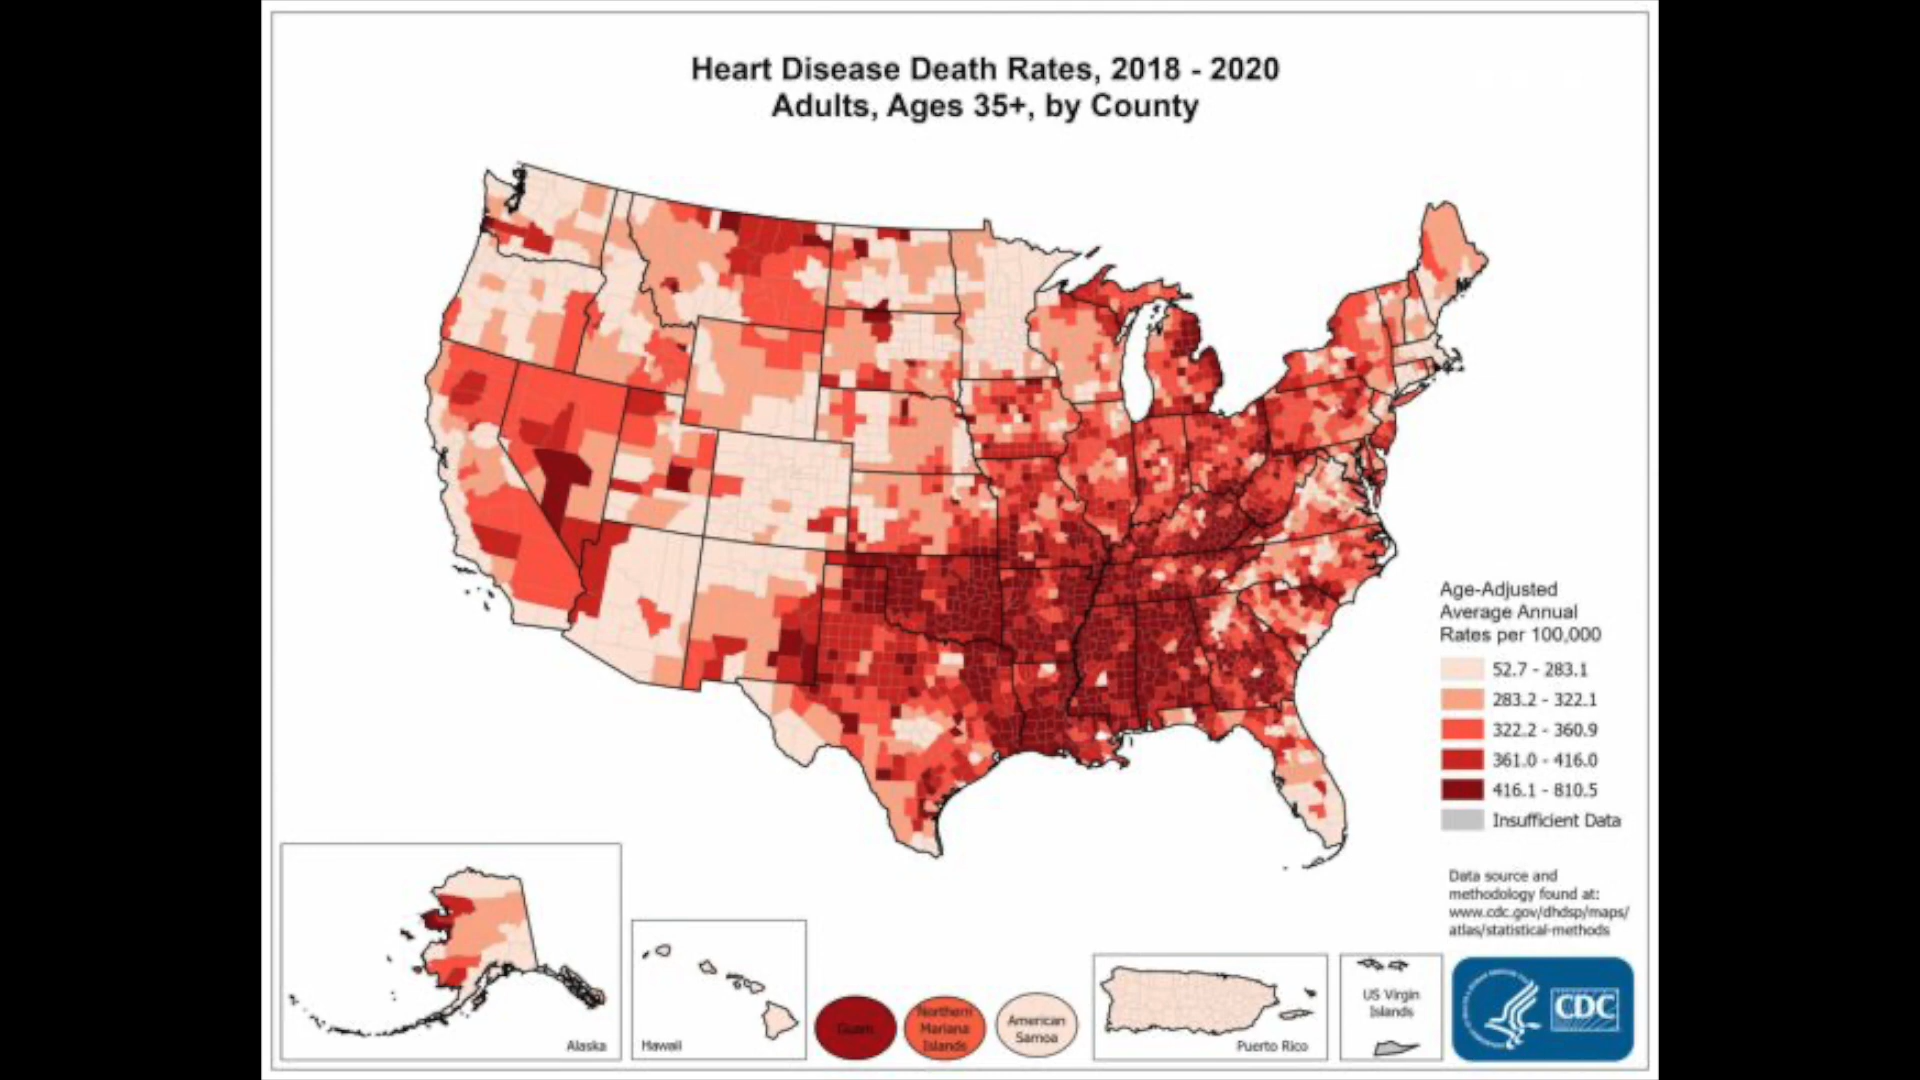 Heart Disease Death Rates, 2018 - 2020
Adults, Ages 35+, by County
Age-Adjusted
Average Annual
Rates per 100,000
52.7 - 283.1
283.2 - 322.1
322.2 - 360.9
361.0 - 416.0
416.1 - 810.5
Insufficient Data
Data source and
methodology found at:
www.cdc.gov/dhdsp/maps/
atlas/statistical-methods
Alaska
Hawaii
Guam
Northern
Mariana
Islands
American
Samoa
Puerto Rico
US Virgin
Islands
CDC